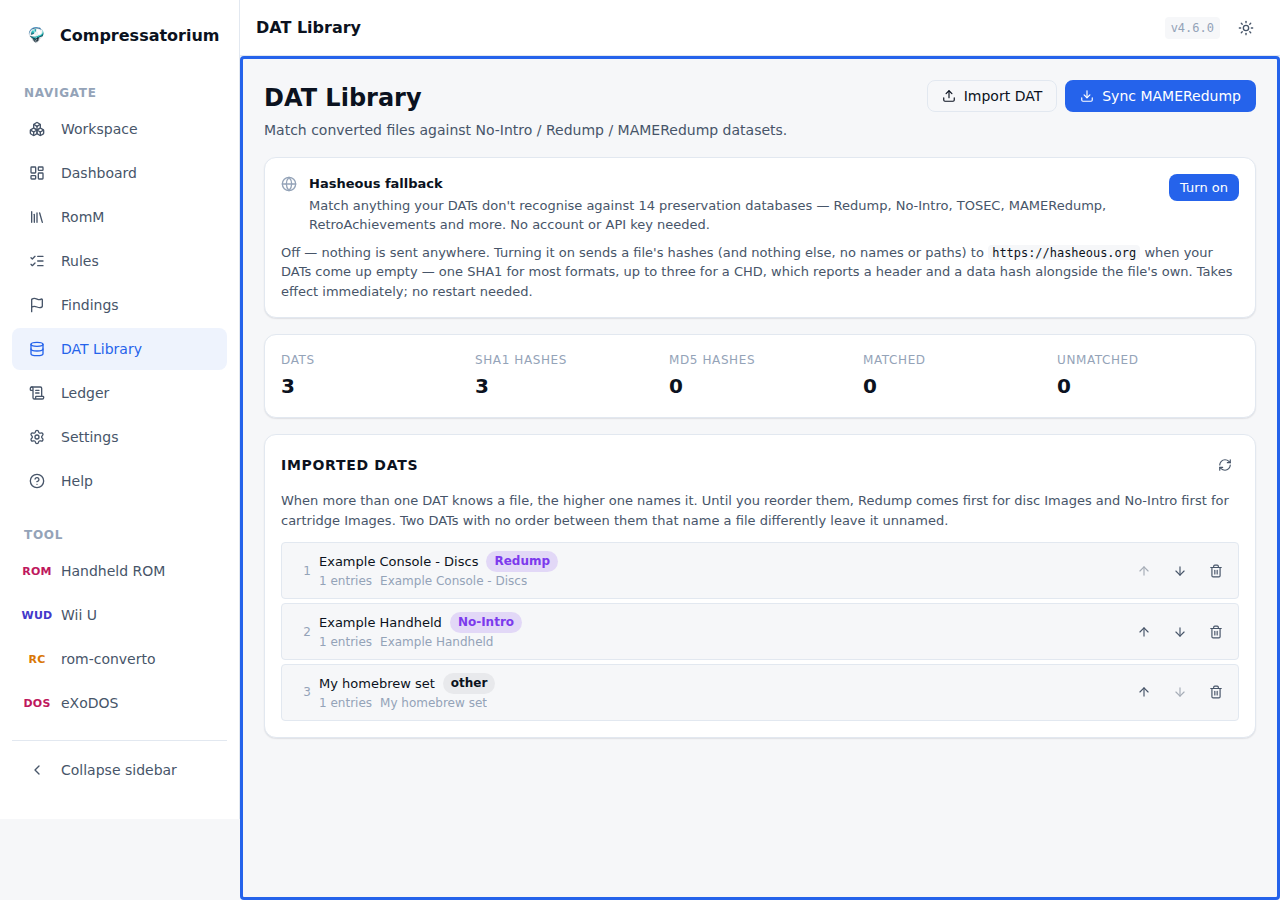 Compressatorium
DAT Library
v4.6.0
NAVIGATE
Workspace
Dashboard
RomM
Rules
Findings
DAT Library
Ledger
Settings
Help
TOOL
ROM Handheld ROM
WUD Wii U
RC rom-converto
DOS eXoDOS
Collapse sidebar
DAT Library
Import DAT
Sync MAMERedump
Match converted files against No-Intro / Redump / MAMERedump datasets.
Hasheous fallback
Turn on
Match anything your DATs don't recognise against 14 preservation databases — Redump, No-Intro, TOSEC, MAMERedump,
RetroAchievements and more. No account or API key needed.
Off — nothing is sent anywhere. Turning it on sends a file's hashes (and nothing else, no names or paths) to https://hasheous.org when your
DATs come up empty — one SHA1 for most formats, up to three for a CHD, which reports a header and a data hash alongside the file's own. Takes
effect immediately; no restart needed.
DATS SHA1 HASHES MD5 HASHES MATCHED UNMATCHED
3 3 0 0 0
IMPORTED DATS
When more than one DAT knows a file, the higher one names it. Until you reorder them, Redump comes first for disc Images and No-Intro first for
cartridge Images. Two DATs with no order between them that name a file differently leave it unnamed.
1 Example Console - Discs Redump
1 entries Example Console - Discs
2 Example Handheld No-Intro
1 entries Example Handheld
3 My homebrew set other
1 entries My homebrew set